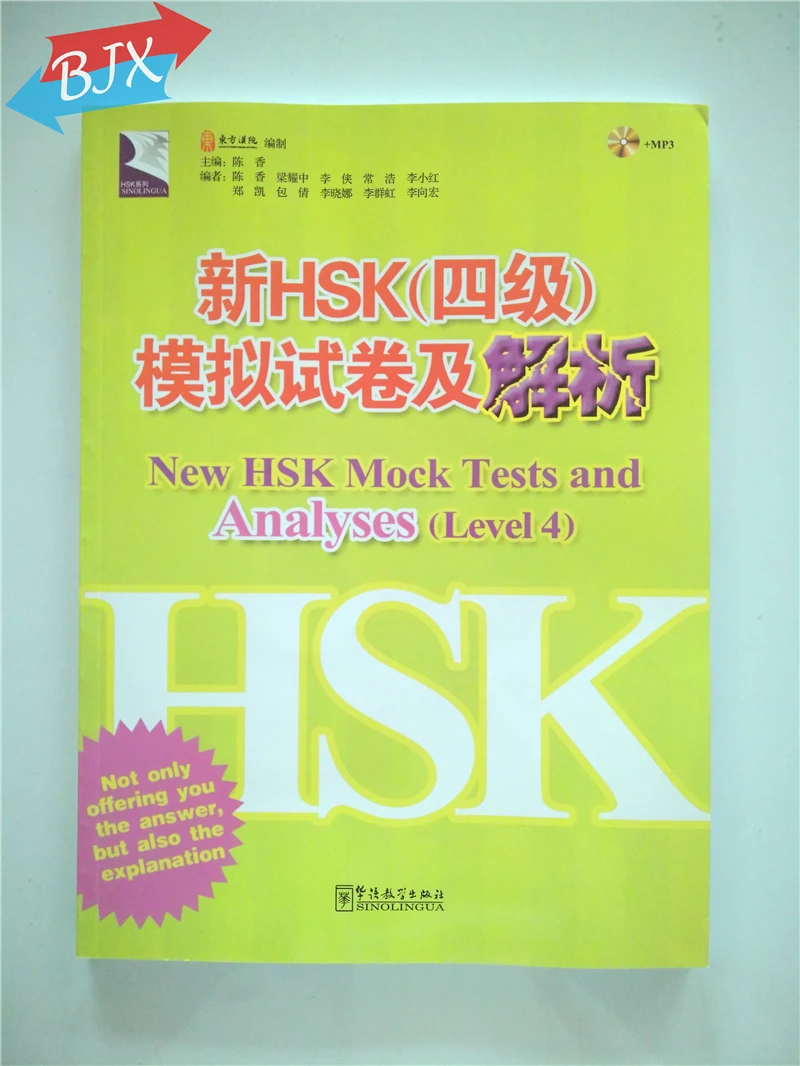 BJX
HSK系列
SINOLINGUA
東方漢院 编制
主编：陈 香
编者：陈 香 梁耀中 李 侠 常 浩 李小红
郑 凯 包 倩 李晓娜 李群虹 李向宏
+MP3
新HSK（四级）
模拟试卷及解析
New HSK Mock Tests and
Analyses (Level 4)
HSK
Not only
offering you
the answer,
but also the
explanation
华语教学出版社
SINOLINGUA